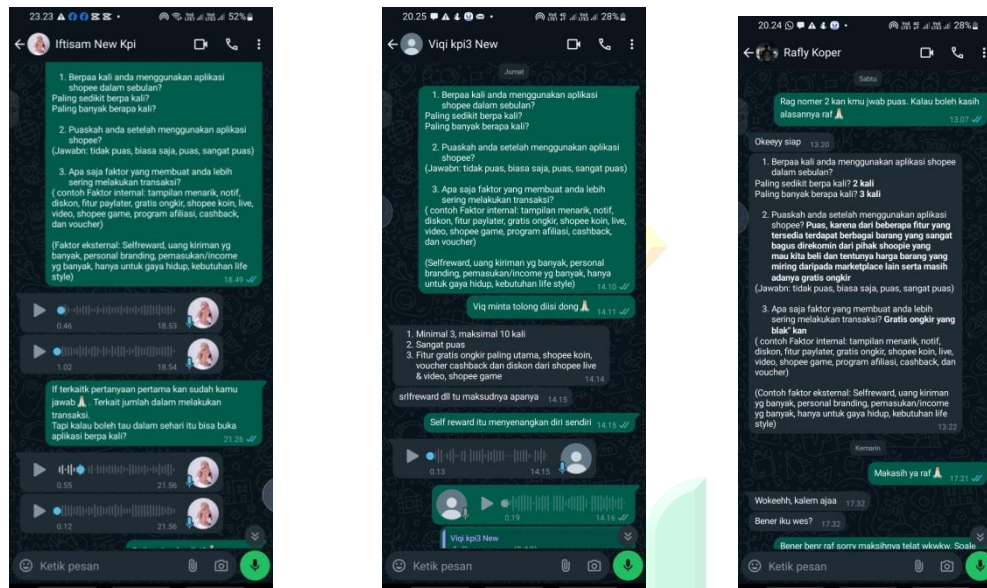 23.23
52%
Iftisam New Kpi
1. Berpaa kali anda menggunakan aplikasi
shopee dalam sebulan?
Paling sedikit berpa kali?
Paling banyak berapa kali?
2. Puaskah anda setelah menggunakan aplikasi
shopee?
(Jawabn: tidak puas, biasa saja, puas, sangat puas)
3. Apa saja faktor yang membuat anda lebih
sering melakukan transaksi?
( contoh Faktor internal: tampilan menarik, notif,
diskon, fitur paylater, gratis ongkir, shopee koin, live,
video, shopee game, program afiliasi, cashback,
dan voucher)
(Faktor eksternal: Selfreward, uang kiriman yg
banyak, personal branding, pemasukan/income
yg banyak, hanya untuk gaya hidup, kebutuhan life
style)
18.49
0.46
18.53
1.02
18.54
If terkaitk pertanyaan pertama kan sudah kamu
jawab 🙏. Terkait jumlah dalam melakukan
transaksi.
Tapi kalau boleh tau dalam sehari itu bisa buka
aplikasi berpa kali?
21.26
0.55
21.56
0.12
21.56
Ketik pesan
20.25
28%
Viqi kpi3 New
Jumat
1. Berpaa kali anda menggunakan aplikasi
shopee dalam sebulan?
Paling sedikit berpa kali?
Paling banyak berapa kali?
2. Puaskah anda setelah menggunakan aplikasi
shopee?
(Jawabn: tidak puas, biasa saja, puas, sangat puas)
3. Apa saja faktor yang membuat anda lebih
sering melakukan transaksi?
( contoh Faktor internal: tampilan menarik, notif,
diskon, fitur paylater, gratis ongkir, shopee koin, live,
video, shopee game, program afiliasi, cashback,
dan voucher)
(Selfreward, uang kiriman yg banyak, personal
branding, pemasukan/income yg banyak, hanya
untuk gaya hidup, kebutuhan life style)
14.10
Viq minta tolong diisi dong 🙏
14.11
1. Minimal 3, maksimal 10 kali
2. Sangat puas
3. Fitur gratis ongkir paling utama, shopee koin,
voucher cashback dan diskon dari shopee live
& video, shopee game
14.14
srlfreward dll tu maksudnya apanya
14.15
Self reward itu menyenangkan diri sendiri
14.15
0.13
14.15
0.19
14.16
Viqi kpi3 New
Ketik pesan
20.24
28%
Rafly Koper
Sabtu
Rag nomer 2 kan kmu jwab puas. Kalau boleh kasih
alasannya raf 🙏
13.07
Okeeyy siap
13.20
1. Berpaa kali anda menggunakan aplikasi shopee
dalam sebulan?
Paling sedikit berpa kali? 2 kali
Paling banyak berapa kali? 3 kali
2. Puaskah anda setelah menggunakan aplikasi
shopee? Puas, karena dari beberapa fitur yang
tersedia terdapat berbagai barang yang sangat
bagus direkomin dari pihak shoopie yang
mau kita beli dan tentunya harga barang yang
miring daripada marketplace lain serta masih
adanya gratis ongkir
(Jawabn: tidak puas, biasa saja, puas, sangat puas)
3. Apa saja faktor yang membuat anda lebih
sering melakukan transaksi? Gratis ongkir yang
blak" kan
( contoh Faktor internal: tampilan menarik, notif,
diskon, fitur paylater, gratis ongkir, shopee koin, live,
video, shopee game, program afiliasi, cashback, dan
voucher)
(Contoh faktor eksternal: Selfreward, uang kiriman
yg banyak, personal branding, pemasukan/income
yg banyak, hanya untuk gaya hidup, kebutuhan life
style)
13.22
Kemarin
Makasih ya raf 🙏
17.21
Wokeehh, kalem ajaa
17.32
Bener iku wes?
17.32
Bener benr raf sorry maksihnya telat wkwkw. Soale
Ketik pesan